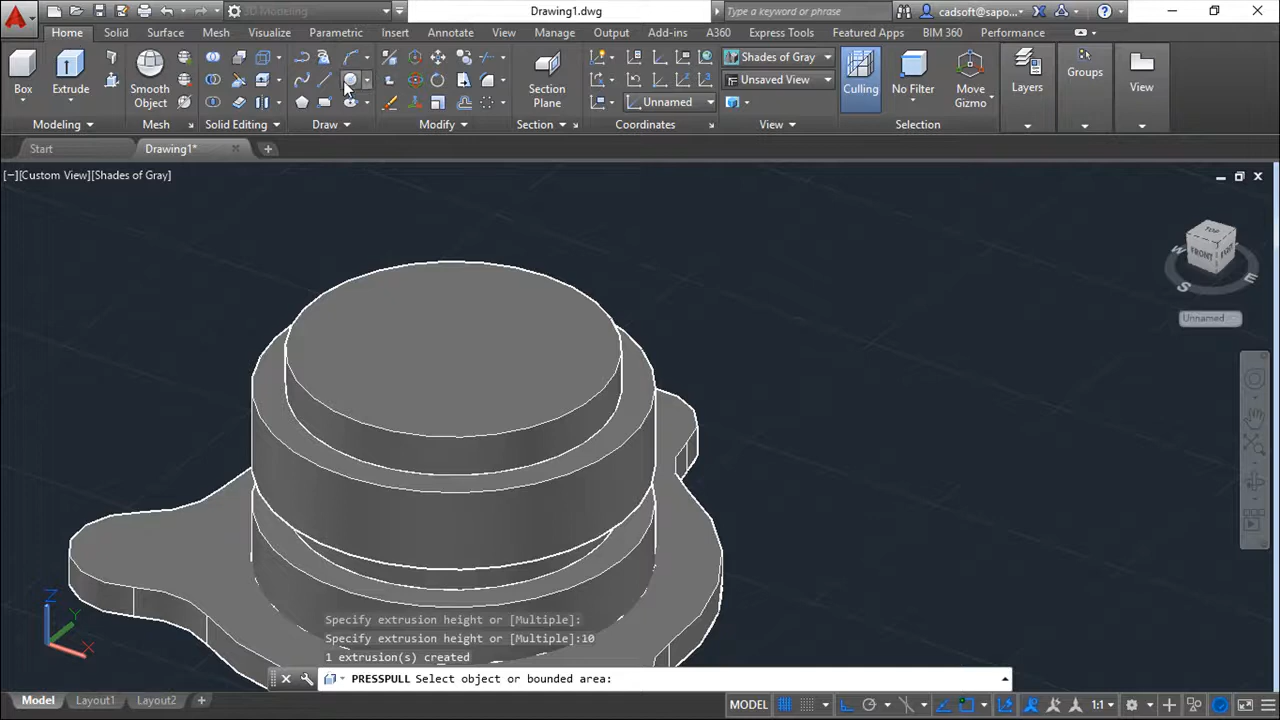 3D Modeling
Drawing1.dwg
Type a keyword or phrase
cadsoft@sapo...
Home Solid Surface Mesh Visualize Parametric Insert Annotate View Manage Output Add-ins A360 Express Tools Featured Apps BIM 360 Performance
Box
Extrude
Smooth
Object
Section
Plane
Shades of Gray
Unsaved View
Unnamed
Culling
No Filter
Move
Gizmo
Layers
Groups
View
Modeling Mesh Solid Editing Draw Modify Section Coordinates View Selection
Start Drawing1* +
[−][Custom View][Shades of Gray]
TOP
FRONT
W
S
E
Unnamed
Z
Y
X
Specify extrusion height or [Multiple]:
Specify extrusion height or [Multiple]:10
1 extrusion(s) created
PRESSPULL Select object or bounded area:
Model Layout1 Layout2 +
MODEL
1:1